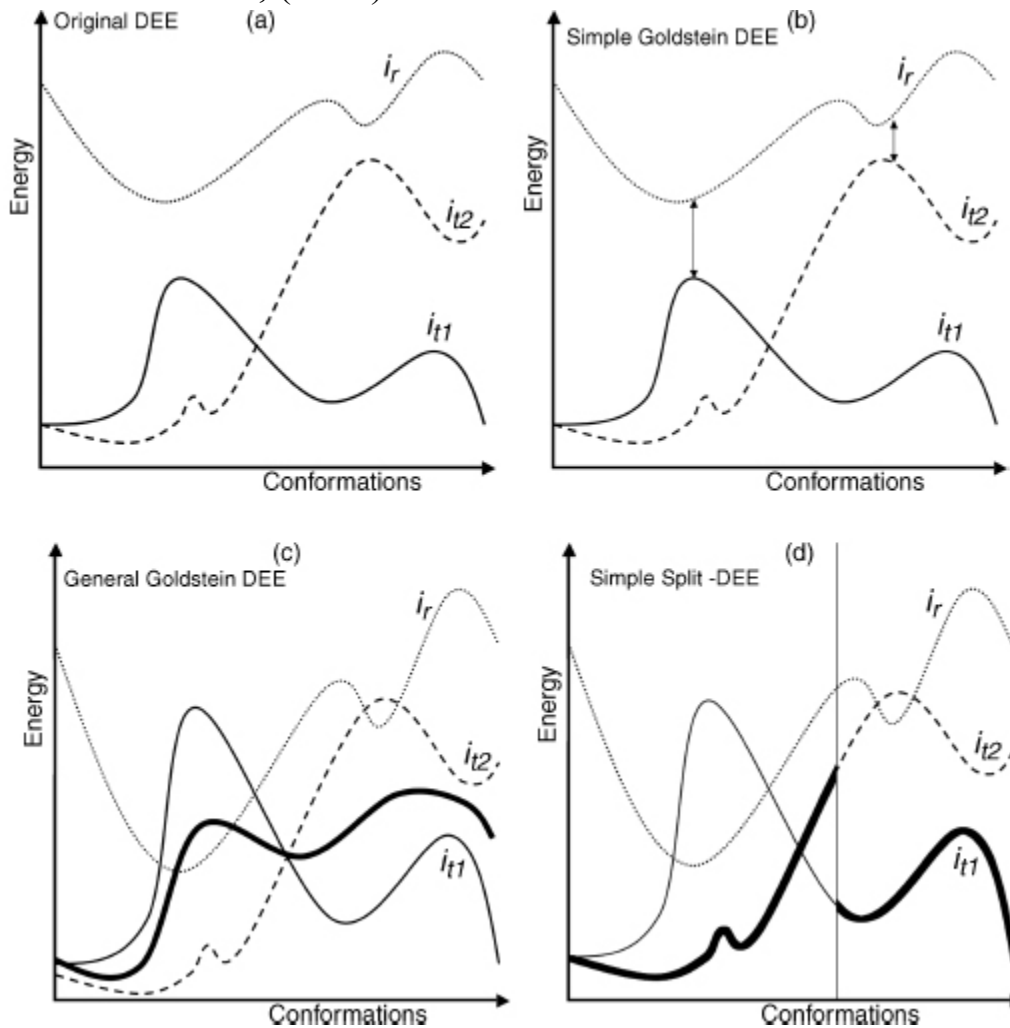 Original DEE
(a)
i_r
i_t2
i_t1
Energy
Conformations
Simple Goldstein DEE
(b)
i_r
i_t2
i_t1
Energy
Conformations
General Goldstein DEE
(c)
i_r
i_t2
i_t1
Energy
Conformations
Simple Split -DEE
(d)
i_r
i_t2
i_t1
Energy
Conformations